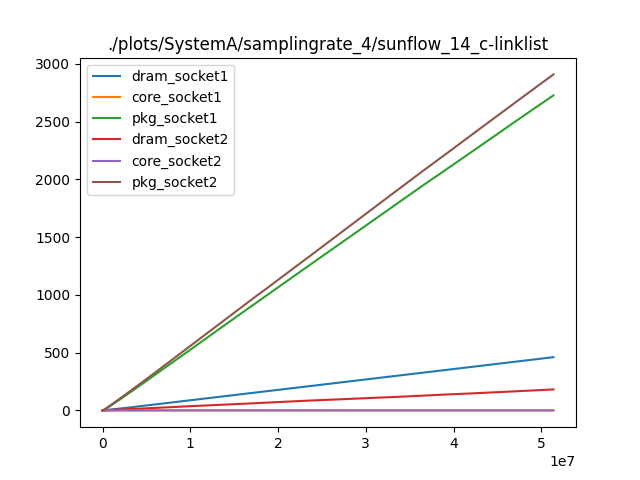 ./plots/SystemA/samplingrate_4/sunflow_14_c-linklist
3000
2500
2000
1500
1000
500
0
dram_socket1
core_socket1
pkg_socket1
dram_socket2
core_socket2
pkg_socket2
0 1 2 3 4 5
1e7